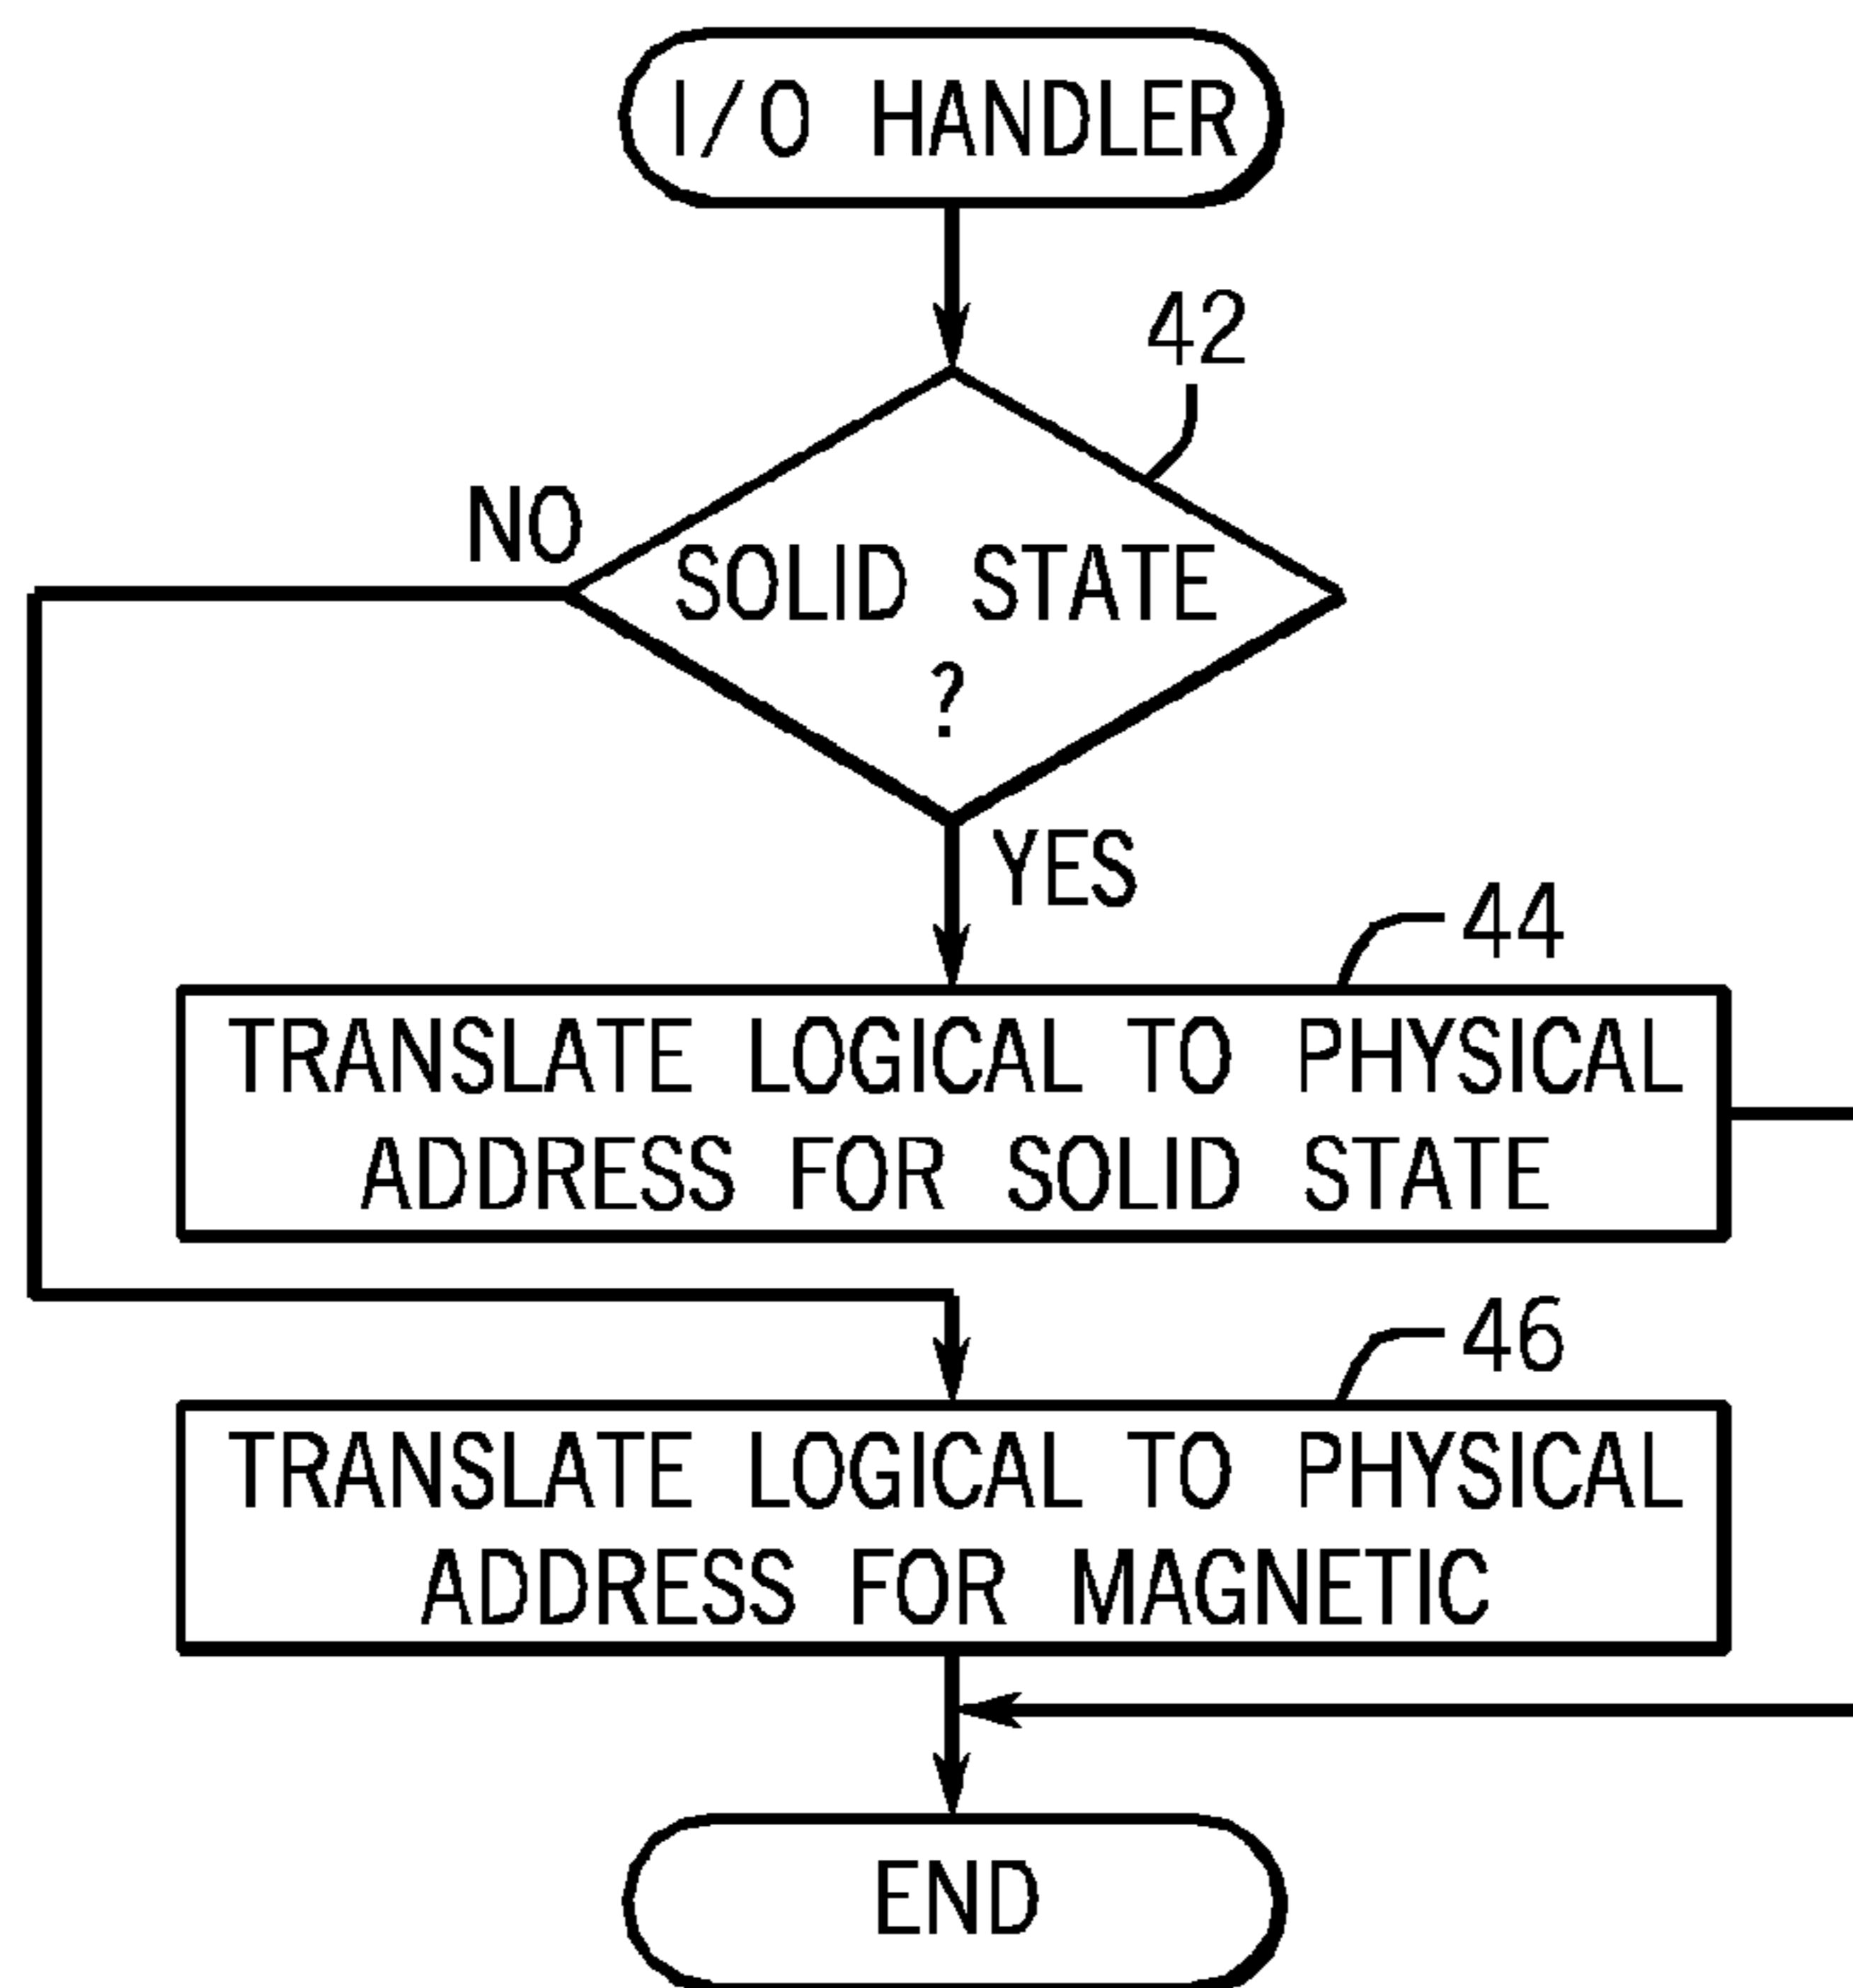 I/O HANDLER
42
NO
SOLID STATE
?
YES
44
TRANSLATE LOGICAL TO PHYSICAL
ADDRESS FOR SOLID STATE
46
TRANSLATE LOGICAL TO PHYSICAL
ADDRESS FOR MAGNETIC
END